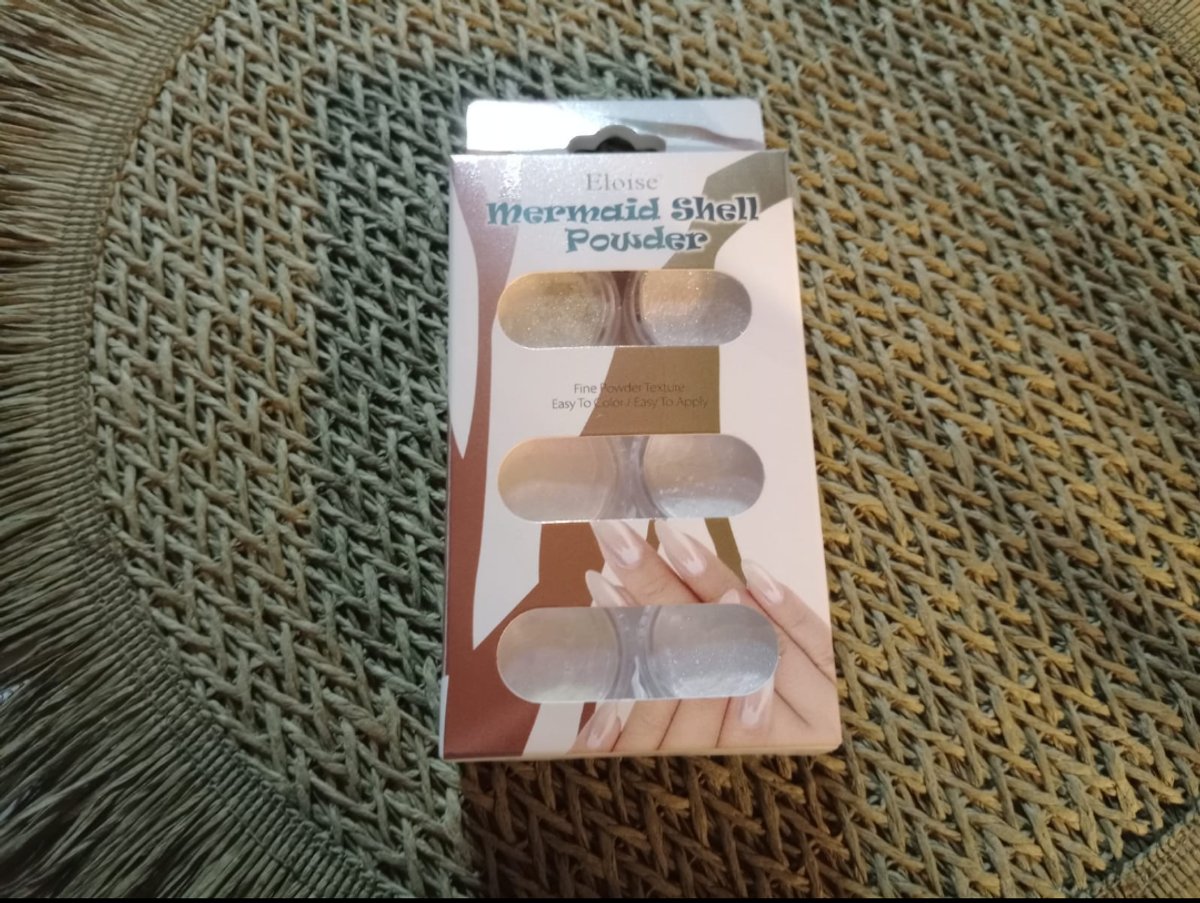 Eloise
Mermaid Shell
Powder
Fine Powder Texture
Easy To Color / Easy To Apply